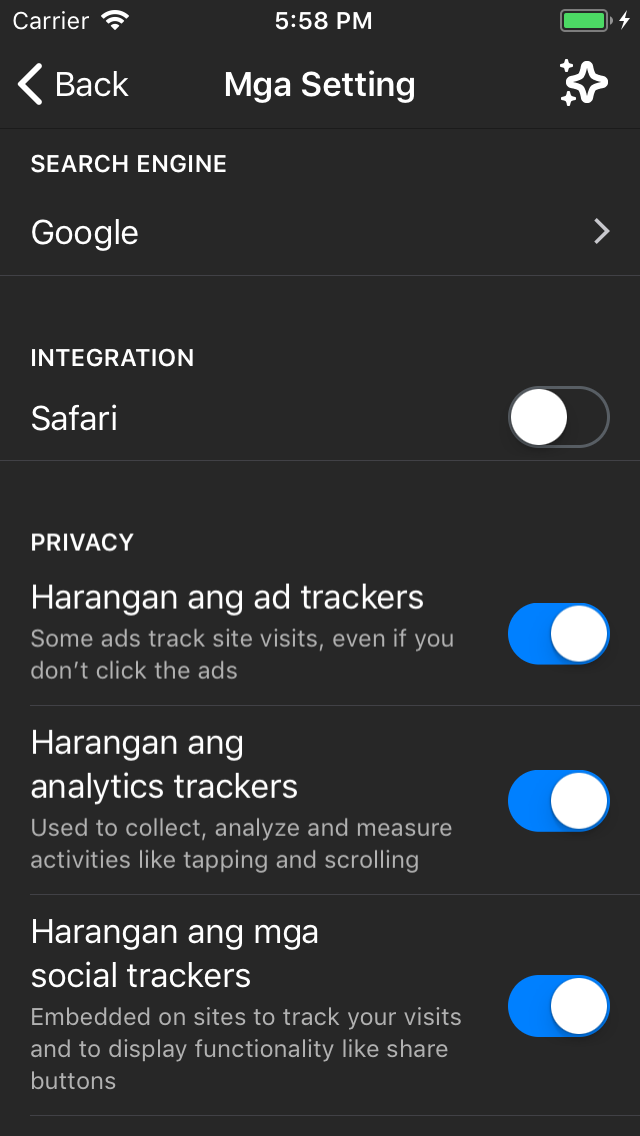 Carrier 5:58 PM
Back Mga Setting
SEARCH ENGINE
Google
INTEGRATION
Safari
PRIVACY
Harangan ang ad trackers
Some ads track site visits, even if you
don’t click the ads
Harangan ang
analytics trackers
Used to collect, analyze and measure
activities like tapping and scrolling
Harangan ang mga
social trackers
Embedded on sites to track your visits
and to display functionality like share
buttons